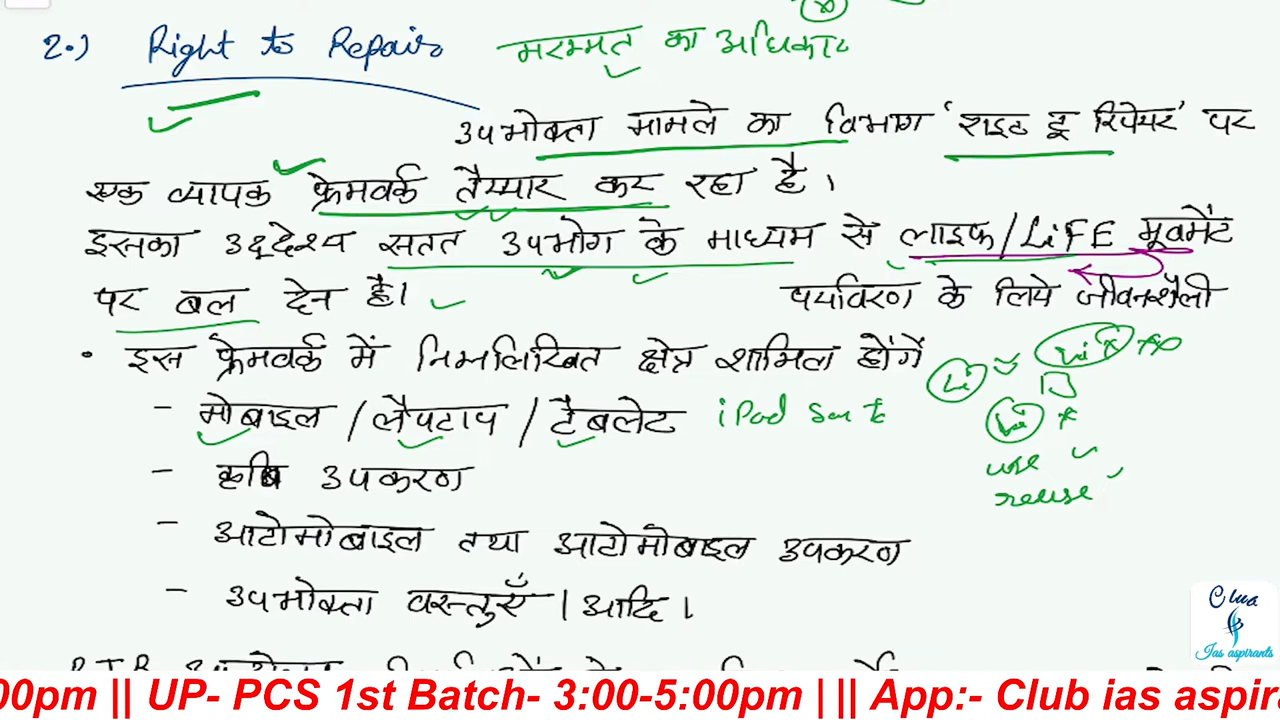 2.) Right to Repair मरम्मत का अधिकार
उपभोक्ता मामले का विभाग 'राइट टू रिपेयर' पर
एक व्यापक फ्रेमवर्क तैय्यार कर रहा है।
इसका उद्देश्य सतत उपभोग के माध्यम से लाइफ/LiFE मूवमेंट
पर बल देन है। पर्यावरण के लिये जीवनशैली
• इस फ्रेमवर्क में निम्नलिखित क्षेत्र शामिल होंगें
- मोबाइल / लैपटाप / टैबलेट iPad
- कृषि उपकरण
use
reuse
- आटोमोबाइल तथा आटोमोबाइल उपकरण
- उपभोक्ता वस्तुएँ । आदि।
Club
Ias aspirants
00pm || UP- PCS 1st Batch- 3:00-5:00pm | || App:- Club ias aspira